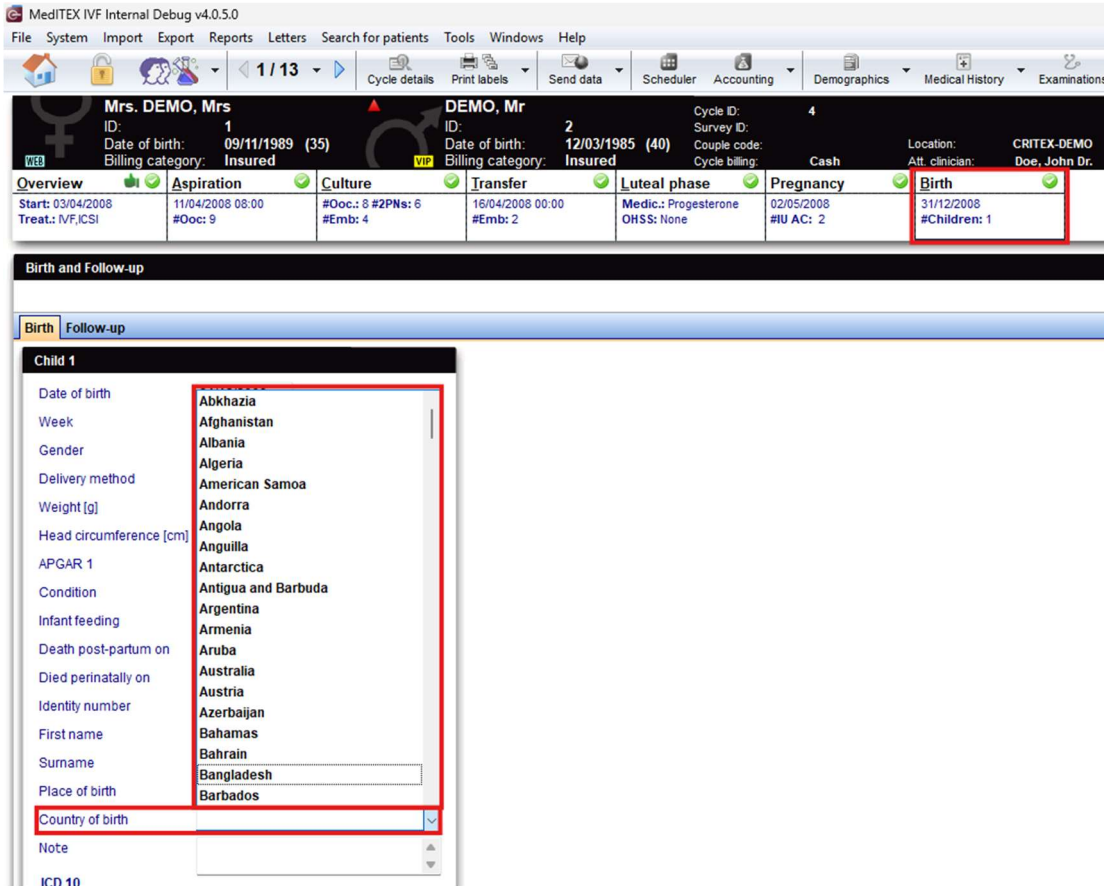 MedITEX IVF Internal Debug v4.0.5.0
File System Import Export Reports Letters Search for patients Tools Windows Help
1 / 13 Cycle details Print labels Send data Scheduler Accounting Demographics Medical History Examinations
Mrs. DEMO, Mrs
ID: 1
Date of birth: 09/11/1989 (35)
WEB Billing category: Insured
DEMO, Mr
ID: 2
Date of birth: 12/03/1985 (40)
VIP Billing category: Insured
Cycle ID: 4
Survey ID:
Couple code:
Cycle billing: Cash
Location: CRITEX-DEMO
Att. clinician: Doe, John Dr.
Overview
Start: 03/04/2008
Treat.: IVF,ICSI
Aspiration
11/04/2008 08:00
#Ooc: 9
Culture
#Ooc.: 8 #2PNs: 6
#Emb: 4
Transfer
16/04/2008 00:00
#Emb: 2
Luteal phase
Medic.: Progesterone
OHSS: None
Pregnancy
02/05/2008
#IU AC: 2
Birth
31/12/2008
#Children: 1
Birth and Follow-up
Birth Follow-up
Child 1
Date of birth
Week
Gender
Delivery method
Weight [g]
Head circumference [cm]
APGAR 1
Condition
Infant feeding
Death post-partum on
Died perinatally on
Identity number
First name
Surname
Place of birth
Country of birth
Note
ICD 10
Abkhazia
Afghanistan
Albania
Algeria
American Samoa
Andorra
Angola
Anguilla
Antarctica
Antigua and Barbuda
Argentina
Armenia
Aruba
Australia
Austria
Azerbaijan
Bahamas
Bahrain
Bangladesh
Barbados